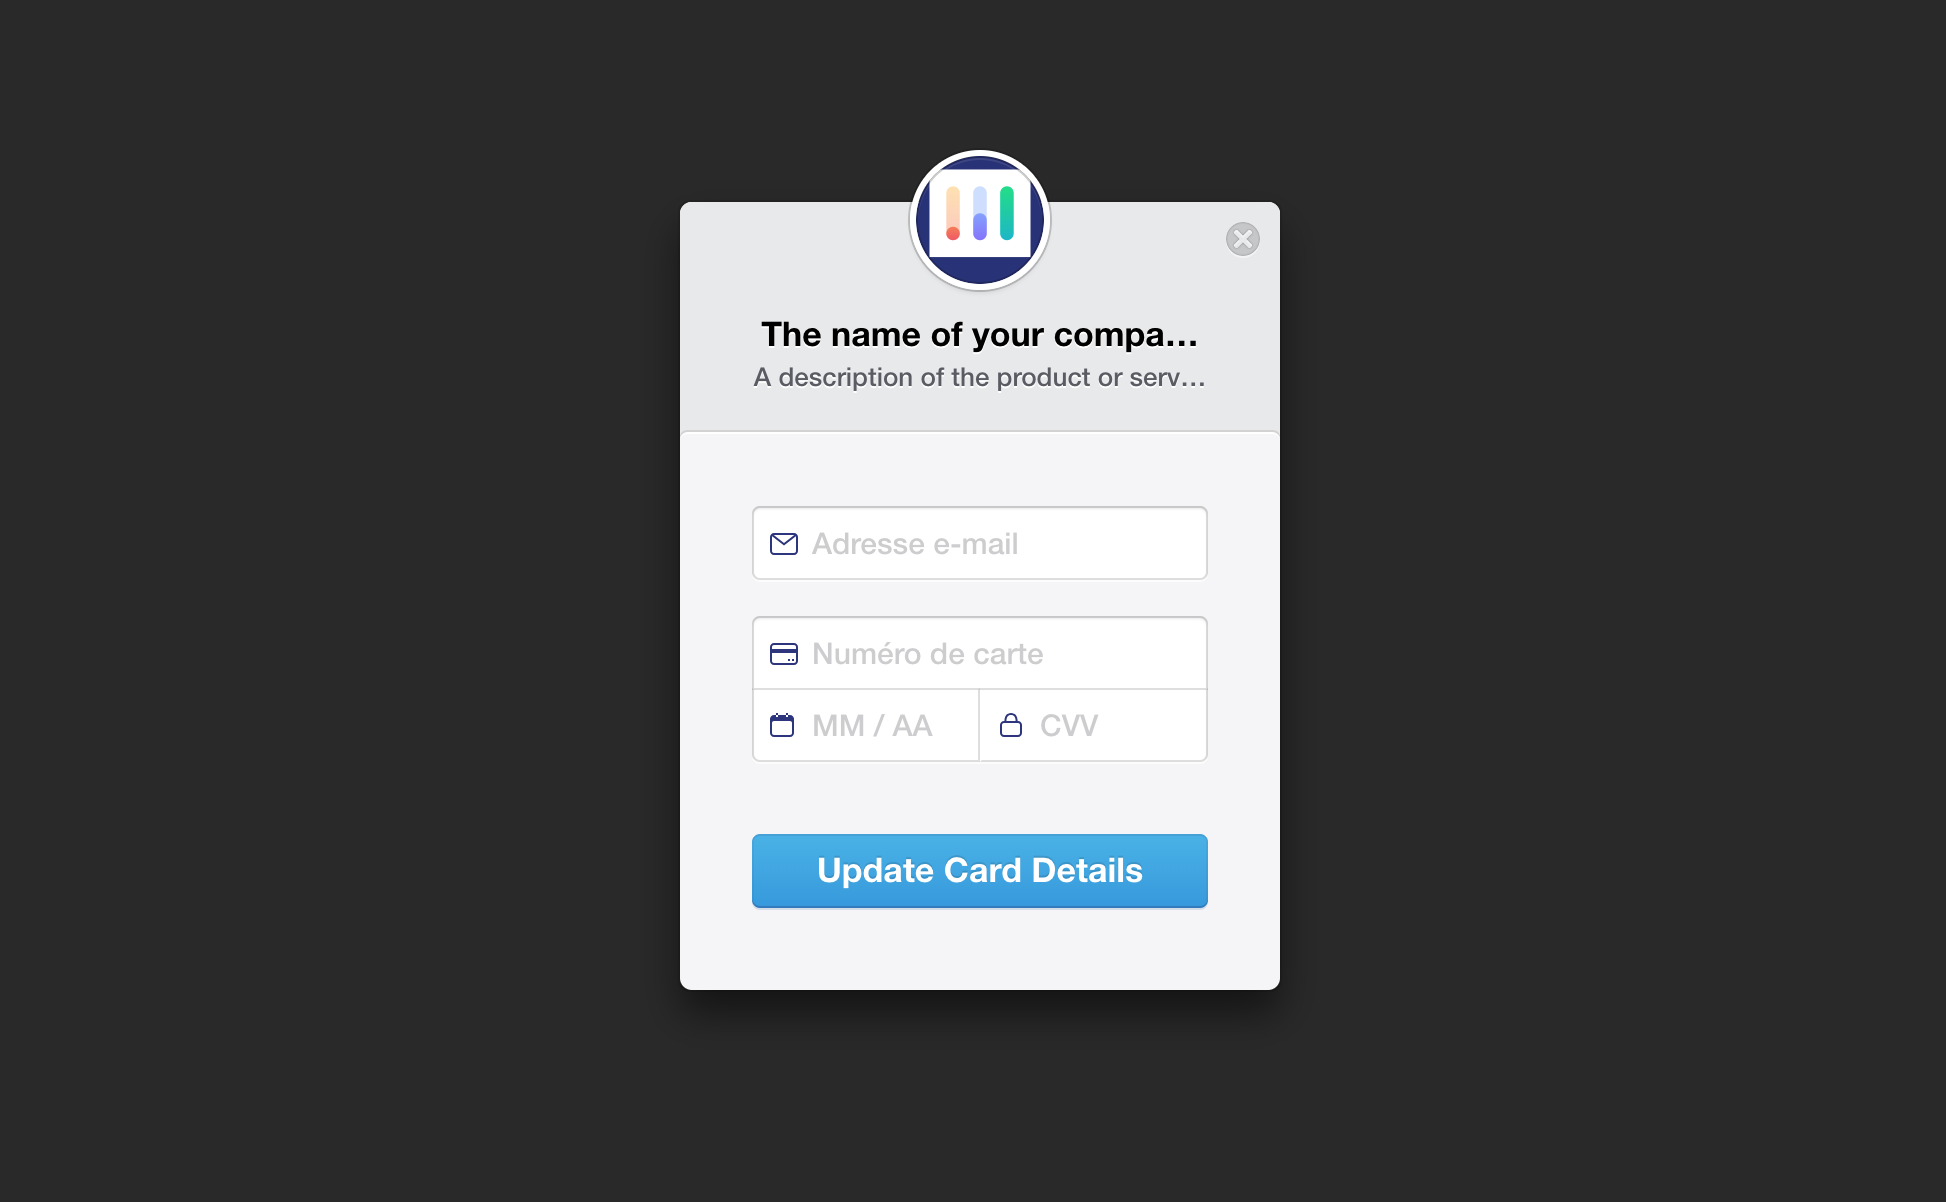 The name of your compa...
A description of the product or serv...
Adresse e-mail
Numéro de carte
MM / AA
CVV
Update Card Details